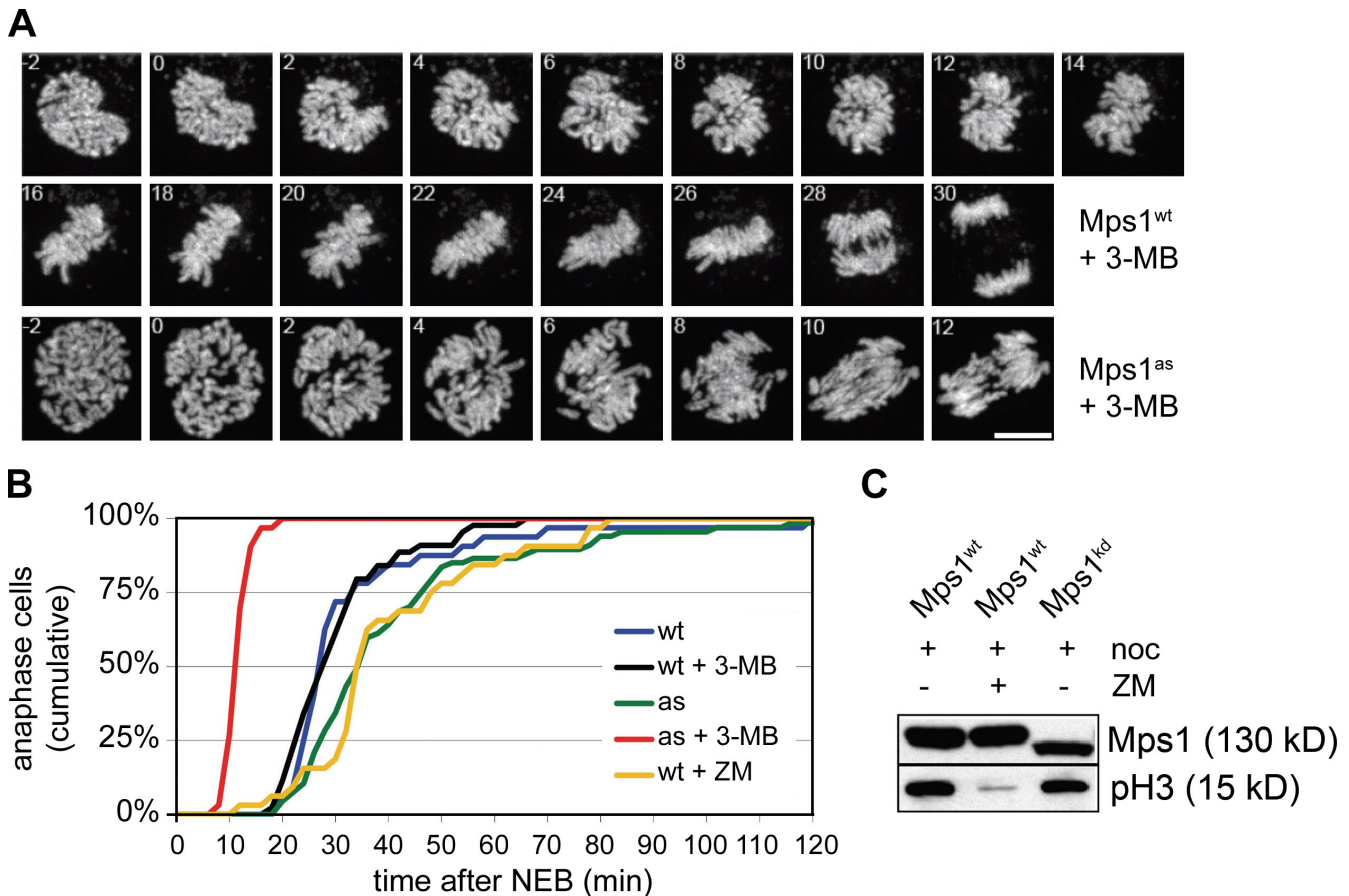 A
-2 0 2 4 6 8 10 12 14
16 18 20 22 24 26 28 30
Mps1wt
+ 3-MB
-2 0 2 4 6 8 10 12
Mps1as
+ 3-MB
B
100%
75%
50%
25%
0%
anaphase cells
(cumulative)
wt
wt + 3-MB
as
as + 3-MB
wt + ZM
0 10 20 30 40 50 60 70 80 90 100 110 120
time after NEB (min)
C
Mps1wt Mps1wt Mps1kd
+ + + noc
- + - ZM
Mps1 (130 kD)
pH3 (15 kD)